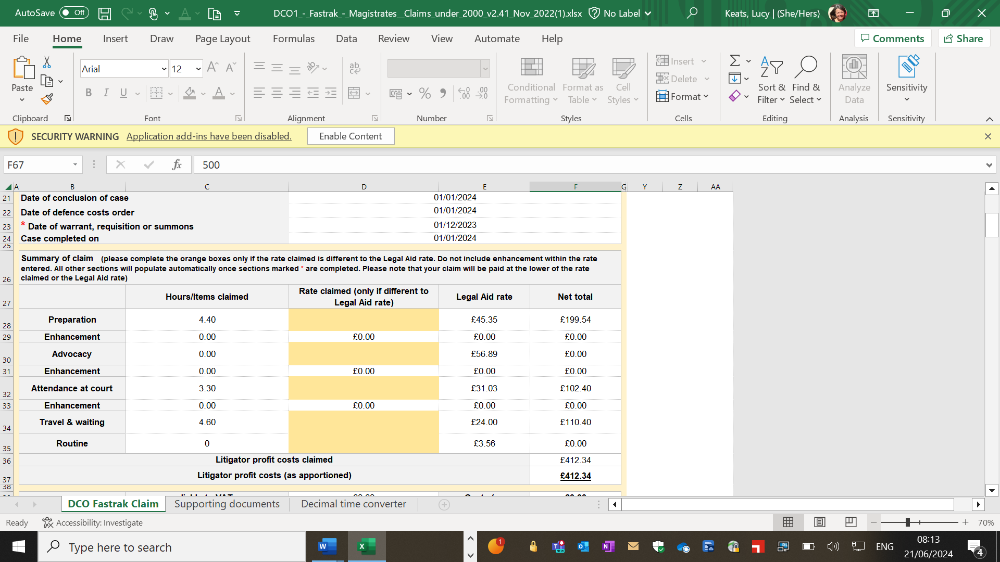 AutoSave Off DCO1_-_Fastrak_-_Magistrates__Claims_under_2000_v2.41_Nov_2022(1).xlsx No Label Keats, Lucy | (She/Hers)
File Home Insert Draw Page Layout Formulas Data Review View Automate Help Comments Share
Arial 12
Paste
Conditional Formatting Format as Table Cell Styles
Insert
Delete
Format
Sort & Filter Find & Select
Analyze Data
Sensitivity
Clipboard Font Alignment Number Styles Cells Editing Analysis Sensitivity
SECURITY WARNING Application add-ins have been disabled. Enable Content
F67 fx 500
A B C D E F G Y Z AA
21 Date of conclusion of case 01/01/2024
22 Date of defence costs order 01/01/2024
23 * Date of warrant, requisition or summons 01/12/2023
24 Case completed on 01/01/2024
25
26 Summary of claim (please complete the orange boxes only if the rate claimed is different to the Legal Aid rate. Do not include enhancement within the rate
entered. All other sections will populate automatically once sections marked * are completed. Please note that your claim will be paid at the lower of the rate
claimed or the Legal Aid rate)
27 Hours/Items claimed Rate claimed (only if different to Legal Aid rate) Legal Aid rate Net total
28 Preparation 4.40 £45.35 £199.54
29 Enhancement 0.00 £0.00 £0.00 £0.00
30 Advocacy 0.00 £56.89 £0.00
31 Enhancement 0.00 £0.00 £0.00 £0.00
32 Attendance at court 3.30 £31.03 £102.40
33 Enhancement 0.00 £0.00 £0.00 £0.00
34 Travel & waiting 4.60 £24.00 £110.40
35 Routine 0 £3.56 £0.00
36 Litigator profit costs claimed £412.34
37 Litigator profit costs (as apportioned) £412.34
38
DCO Fastrak Claim Supporting documents Decimal time converter
Ready Accessibility: Investigate 70%
Type here to search ENG 08:13
21/06/2024 4